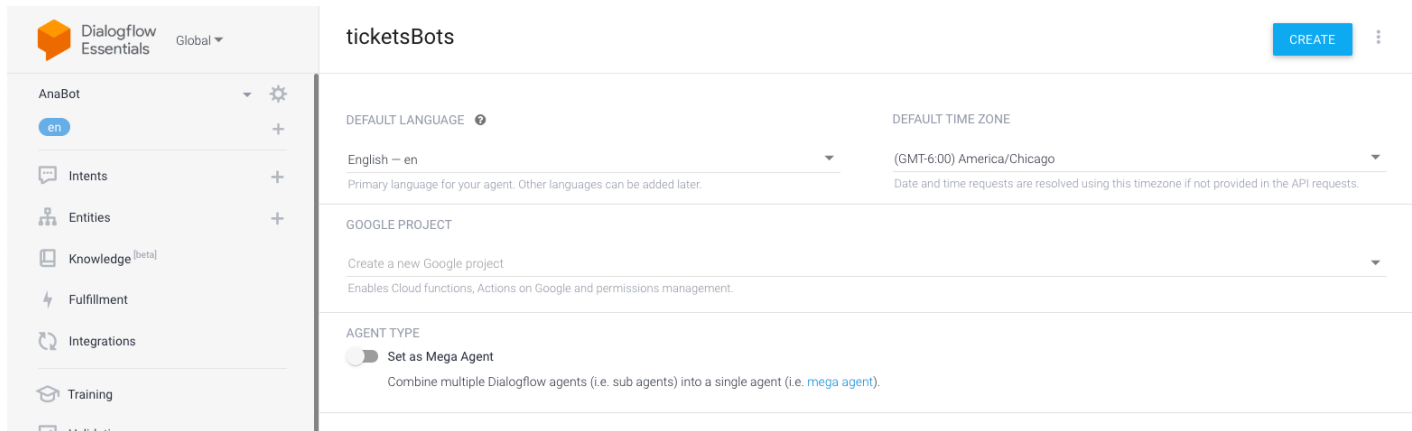 Dialogflow
Essentials
Global
ticketsBots
CREATE
AnaBot
en
Intents
Entities
Knowledge [beta]
Fulfillment
Integrations
Training
DEFAULT LANGUAGE
English — en
Primary language for your agent. Other languages can be added later.
DEFAULT TIME ZONE
(GMT-6:00) America/Chicago
Date and time requests are resolved using this timezone if not provided in the API requests.
GOOGLE PROJECT
Create a new Google project
Enables Cloud functions, Actions on Google and permissions management.
AGENT TYPE
Set as Mega Agent
Combine multiple Dialogflow agents (i.e. sub agents) into a single agent (i.e. mega agent).